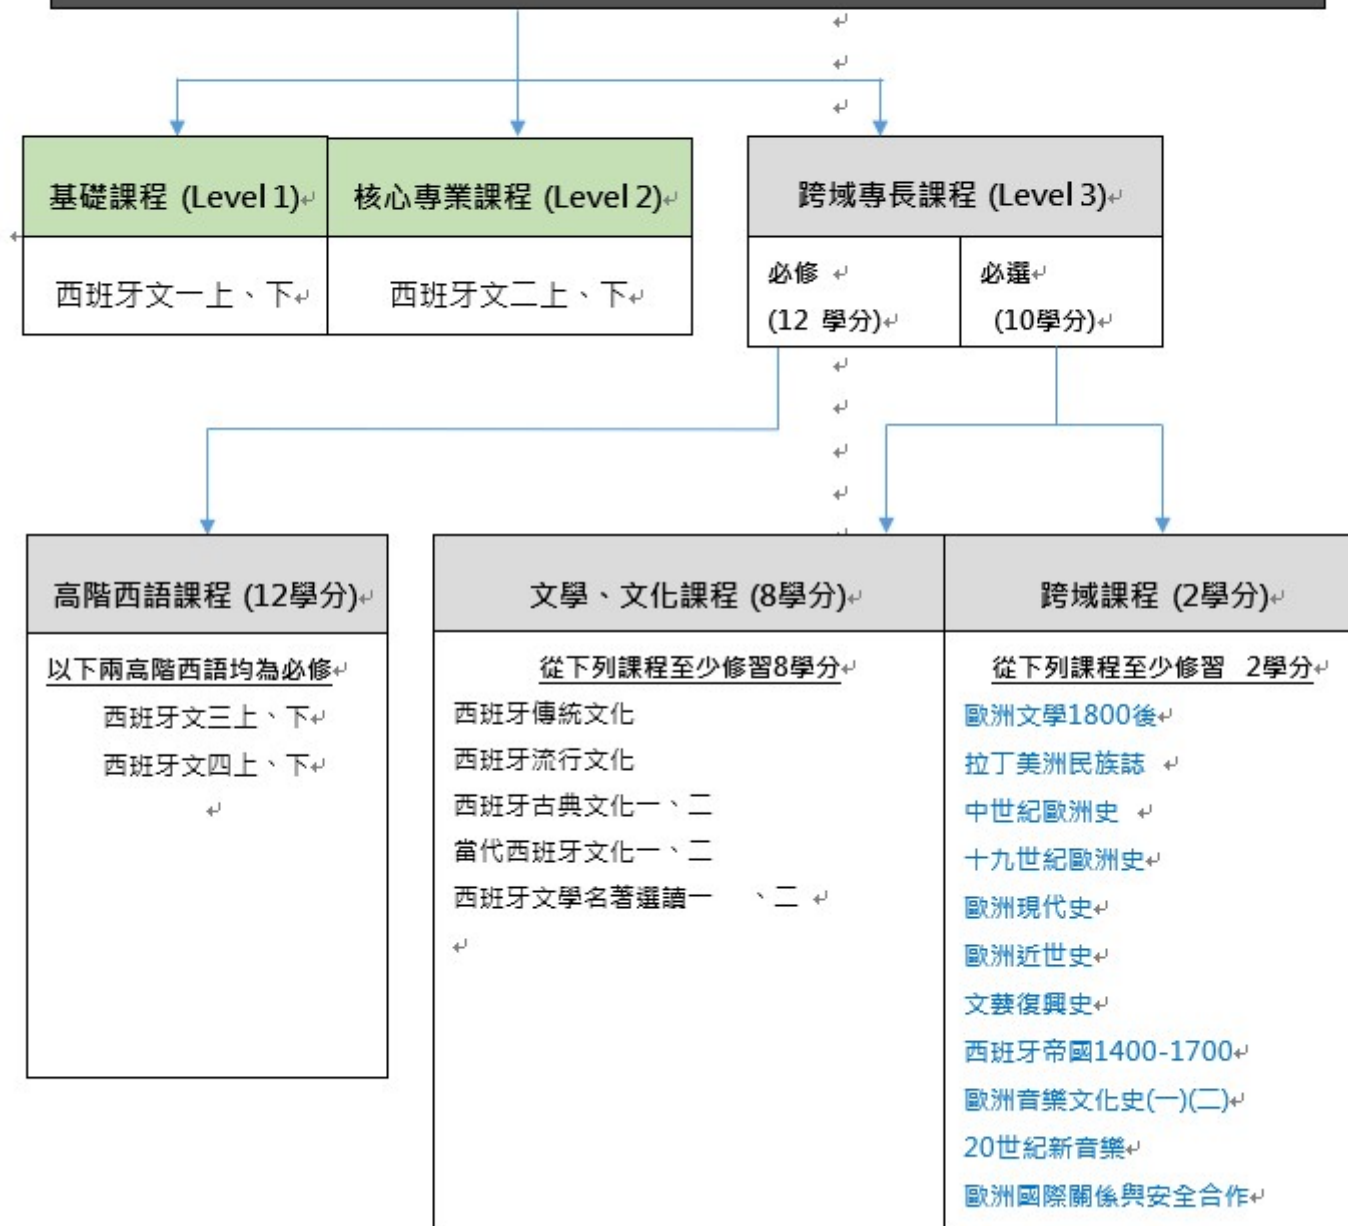 基礎課程 (Level 1)
核心專業課程 (Level 2)
跨域專長課程 (Level 3)
西班牙文一上、下
西班牙文二上、下
必修
(12 學分)
必選
(10學分)
高階西語課程 (12學分)
以下兩高階西語均為必修
西班牙文三上、下
西班牙文四上、下
文學、文化課程 (8學分)
從下列課程至少修習8學分
西班牙傳統文化
西班牙流行文化
西班牙古典文化一、二
當代西班牙文化一、二
西班牙文學名著選讀一 、二
跨域課程 (2學分)
從下列課程至少修習 2學分
歐洲文學1800後
拉丁美洲民族誌
中世紀歐洲史
十九世紀歐洲史
歐洲現代史
歐洲近世史
文藝復興史
西班牙帝國1400-1700
歐洲音樂文化史(一)(二)
20世紀新音樂
歐洲國際關係與安全合作